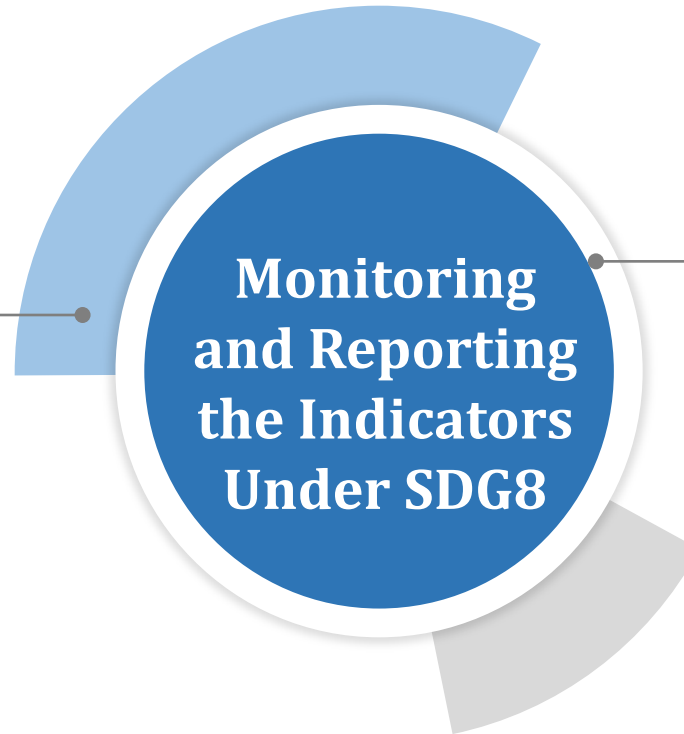 Monitoring
and Reporting
the Indicators
Under SDG8